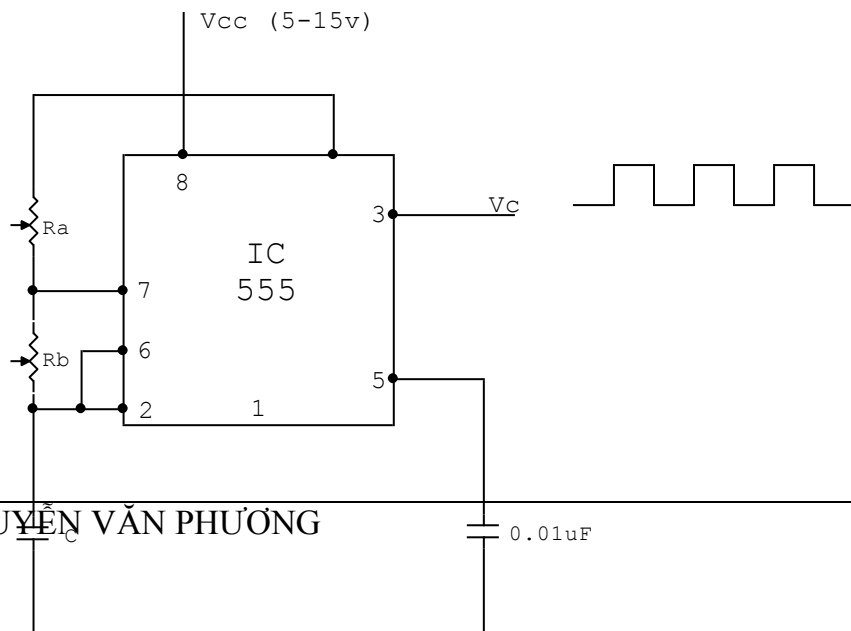 Vcc (5-15v)
8
3
Vc
Ra
IC
555
7
Rb
6
5
2
1
UYỄN VĂN PHƯƠNG
C
0.01uF